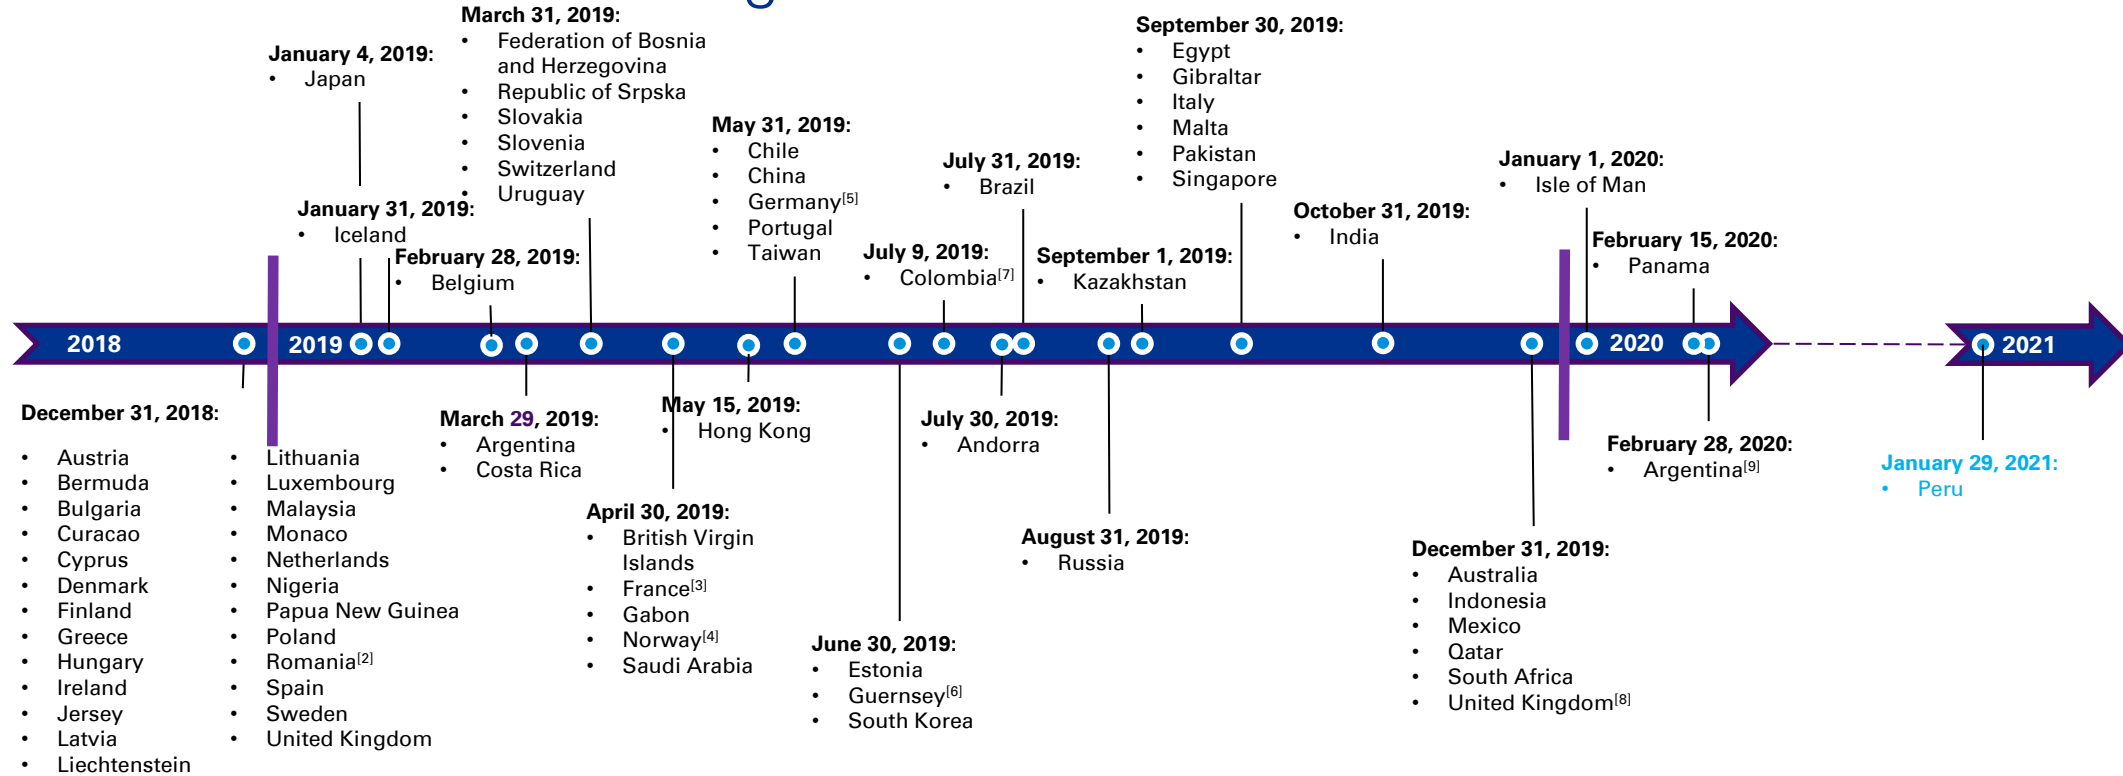 January 4, 2019:
• Japan
January 31, 2019:
• Iceland
February 28, 2019:
• Belgium
March 31, 2019:
• Federation of Bosnia
and Herzegovina
• Republic of Srpska
• Slovakia
• Slovenia
• Switzerland
• Uruguay
May 31, 2019:
• Chile
• China
• Germany[5]
• Portugal
• Taiwan
July 9, 2019:
• Colombia[7]
July 31, 2019:
• Brazil
September 1, 2019:
• Kazakhstan
September 30, 2019:
• Egypt
• Gibraltar
• Italy
• Malta
• Pakistan
• Singapore
October 31, 2019:
• India
January 1, 2020:
• Isle of Man
February 15, 2020:
• Panama
2018
2019
2020
2021
December 31, 2018:
• Austria
• Bermuda
• Bulgaria
• Curacao
• Cyprus
• Denmark
• Finland
• Greece
• Hungary
• Ireland
• Jersey
• Latvia
• Liechtenstein
• Lithuania
• Luxembourg
• Malaysia
• Monaco
• Netherlands
• Nigeria
• Papua New Guinea
• Poland
• Romania[2]
• Spain
• Sweden
• United Kingdom
March 29, 2019:
• Argentina
• Costa Rica
April 30, 2019:
• British Virgin
Islands
• France[3]
• Gabon
• Norway[4]
• Saudi Arabia
May 15, 2019:
• Hong Kong
June 30, 2019:
• Estonia
• Guernsey[6]
• South Korea
July 30, 2019:
• Andorra
August 31, 2019:
• Russia
December 31, 2019:
• Australia
• Indonesia
• Mexico
• Qatar
• South Africa
• United Kingdom[8]
February 28, 2020:
• Argentina[9]
January 29, 2021:
• Peru